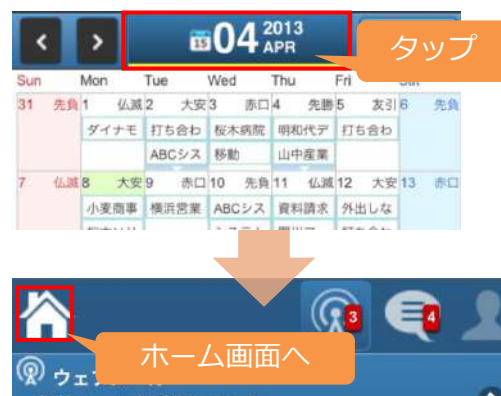 15 04 2013 APR
タップ
Sun Mon Tue Wed Thu Fri
31 先負 1 仏滅 2 大安 3 赤口 4 先勝 5 友引 6 先負
ダイナモ 打ち合わ 桜木病院 明和代デ 打ち合わ
ABCシス 移動 山中産業
7 仏滅 8 大安 9 赤口 10 先負 11 仏滅 12 大安 13 赤口
小麦商事 横浜営業 ABCシス 資料請求 外出しな
3 4
ホーム画面へ
ウェ